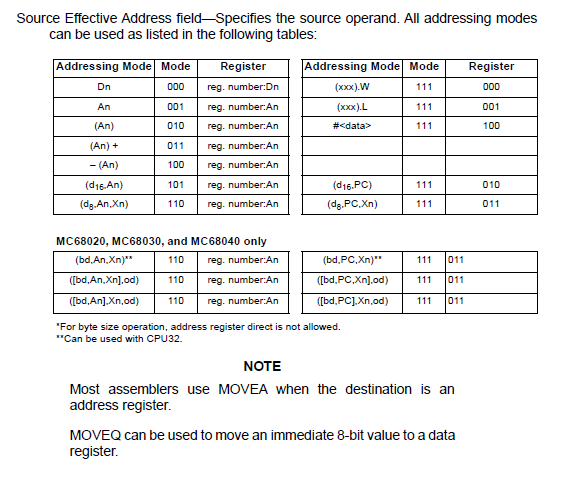 Source Effective Address field—Specifies the source operand. All addressing modes
can be used as listed in the following tables:
Addressing Mode Mode Register Addressing Mode Mode Register
Dn 000 reg. number:Dn (xxx).W 111 000
An 001 reg. number:An (xxx).L 111 001
(An) 010 reg. number:An #<data> 111 100
(An) + 011 reg. number:An
– (An) 100 reg. number:An
(d16,An) 101 reg. number:An (d16,PC) 111 010
(d8,An,Xn) 110 reg. number:An (d8,PC,Xn) 111 011
MC68020, MC68030, and MC68040 only
(bd,An,Xn)** 110 reg. number:An (bd,PC,Xn)** 111 011
([bd,An,Xn],od) 110 reg. number:An ([bd,PC,Xn],od) 111 011
([bd,An],Xn,od) 110 reg. number:An ([bd,PC],Xn,od) 111 011
*For byte size operation, address register direct is not allowed.
**Can be used with CPU32.
NOTE
Most assemblers use MOVEA when the destination is an
address register.
MOVEQ can be used to move an immediate 8-bit value to a data
register.